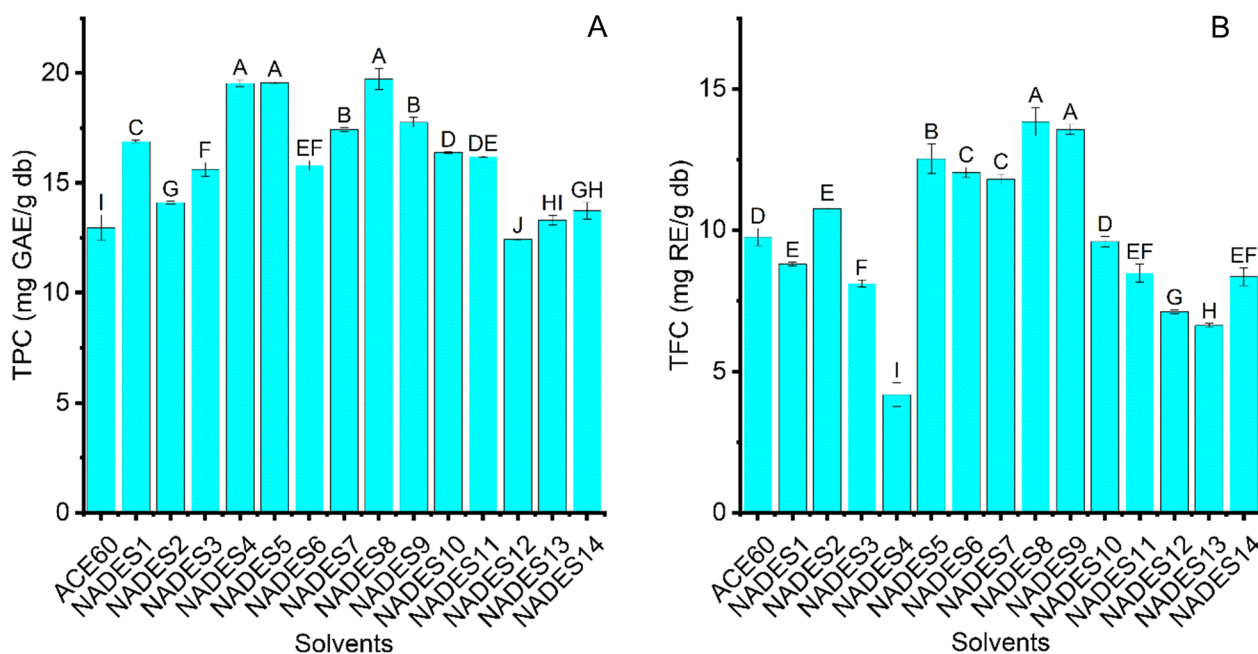 A
TPC (mg GAE/g db)
20
15
10
5
0
I
C
G
F
A
A
EF
B
A
B
D
DE
J
HI
GH
ACE60
NADES1
NADES2
NADES3
NADES4
NADES5
NADES6
NADES7
NADES8
NADES9
NADES10
NADES11
NADES12
NADES13
NADES14
Solvents
B
TFC (mg RE/g db)
15
10
5
0
D
E
E
F
I
B
C
C
A
A
D
EF
G
H
EF
ACE60
NADES1
NADES2
NADES3
NADES4
NADES5
NADES6
NADES7
NADES8
NADES9
NADES10
NADES11
NADES12
NADES13
NADES14
Solvents